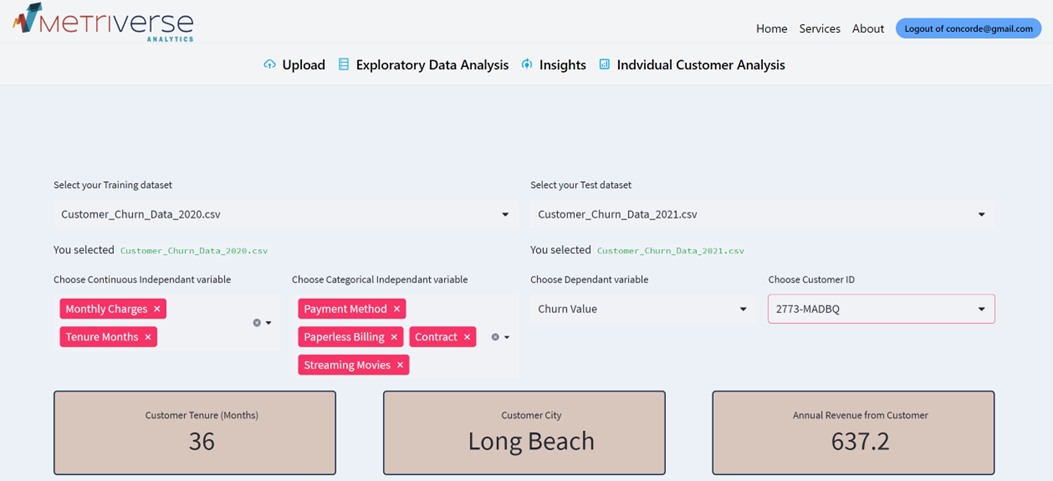 METRIVERSE
ANALYTICS
Home Services About Logout of concorde@gmail.com
Upload Exploratory Data Analysis Insights Indvidual Customer Analysis
Select your Training dataset Select your Test dataset
Customer_Churn_Data_2020.csv Customer_Churn_Data_2021.csv
You selected Customer_Churn_Data_2020.csv You selected Customer_Churn_Data_2021.csv
Choose Continuous Independant variable Choose Categorical Independant variable Choose Dependant variable Choose Customer ID
Monthly Charges × Payment Method × Churn Value 2773-MADBQ
Tenure Months × Paperless Billing × Contract ×
Streaming Movies ×
Customer Tenure (Months) Customer City Annual Revenue from Customer
36 Long Beach 637.2